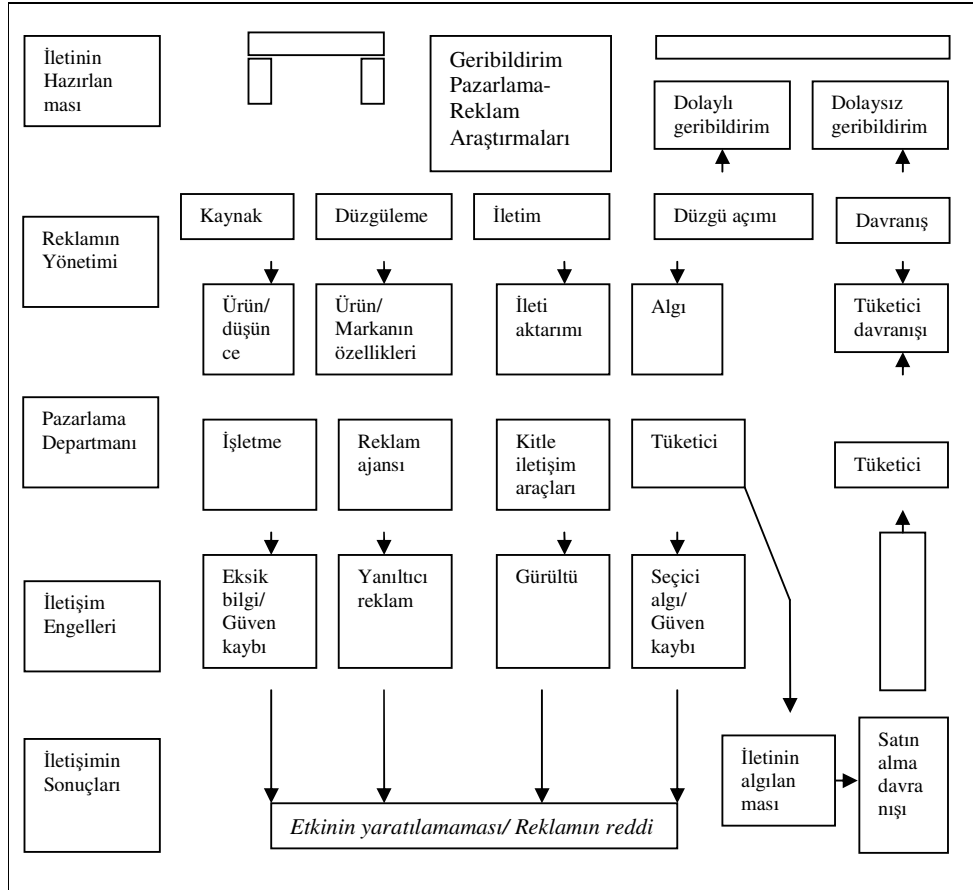 İletinin
Hazırlan
ması
Geribildirim
Pazarlama-
Reklam
Araştırmaları
Dolaylı
geribildirim
Dolaysız
geribildirim
Reklamın
Yönetimi
Kaynak
Düzgüleme
İletim
Düzgü açımı
Davranış
Ürün/
düşün
ce
Ürün/
Markanın
özellikleri
İleti
aktarımı
Algı
Tüketici
davranışı
Pazarlama
Departmanı
İşletme
Reklam
ajansı
Kitle
iletişim
araçları
Tüketici
Tüketici
İletişim
Engelleri
Eksik
bilgi/
Güven
kaybı
Yanıltıcı
reklam
Gürültü
Seçici
algı/
Güven
kaybı
İletişimin
Sonuçları
İletinin
algılan
ması
Satın
alma
davra
nışı
Etkinin yaratılamaması/ Reklamın reddi